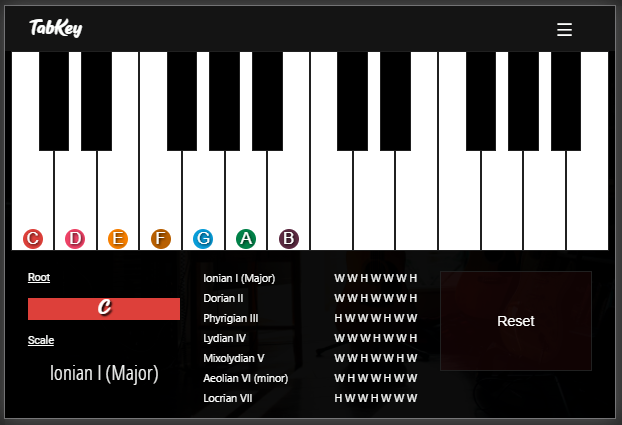 TabKey
C D E F G A B
Root
C
Scale
Ionian I (Major)
Ionian I (Major) W W H W W W H
Dorian II W W H W W W H
Phyrigian III H W W W H W W
Lydian IV W W W H W W H
Mixolydian V W W H W W H W
Aeolian VI (minor) W H W W H W W
Locrian VII H W W H W W W
Reset